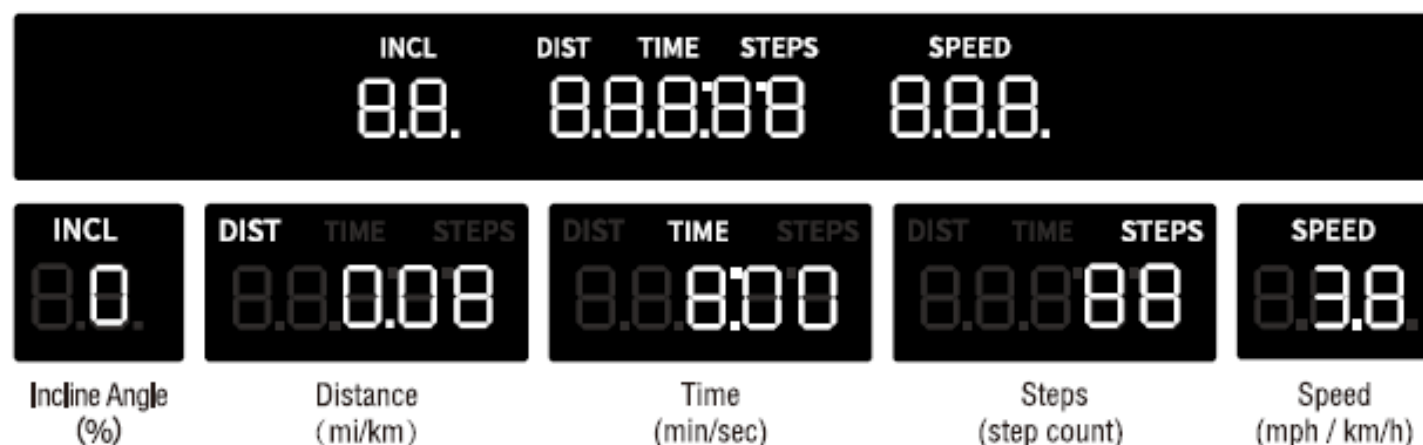 INCL DIST TIME STEPS SPEED
8.8. 8.8.8:8'8 8.8.8.
INCL DIST TIME STEPS DIST TIME STEPS DIST TIME STEPS SPEED
0 0.08 8:00 88 3.8
Incline Angle Distance Time Steps Speed
(%) (mi/km) (min/sec) (step count) (mph / km/h)